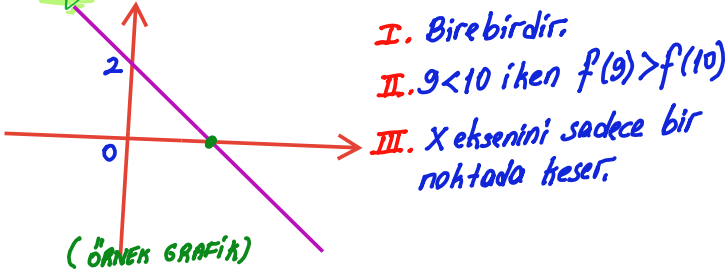 I. Birebirdir.
II. 9<10 iken f(9)>f(10)
III. X eksenini sadece bir
noktada keser.
2
0
(ÖRNEK GRAFİK)